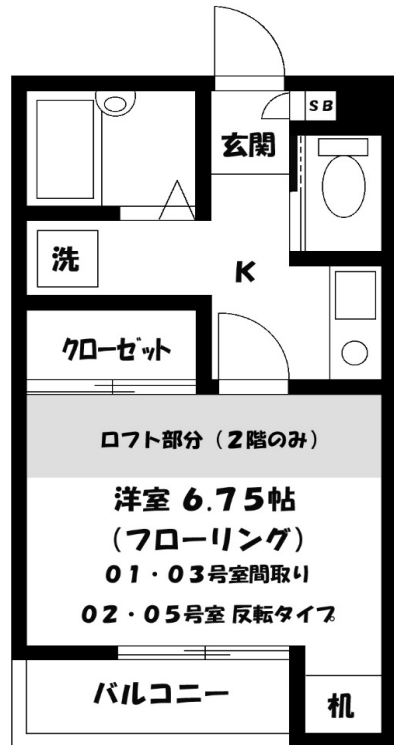 SB
玄関
洗
K
クローゼット
ロフト部分（2階のみ）
洋室 6.75帖
（フローリング）
01・03号室間取り
02・05号室 反転タイプ
バルコニー
机